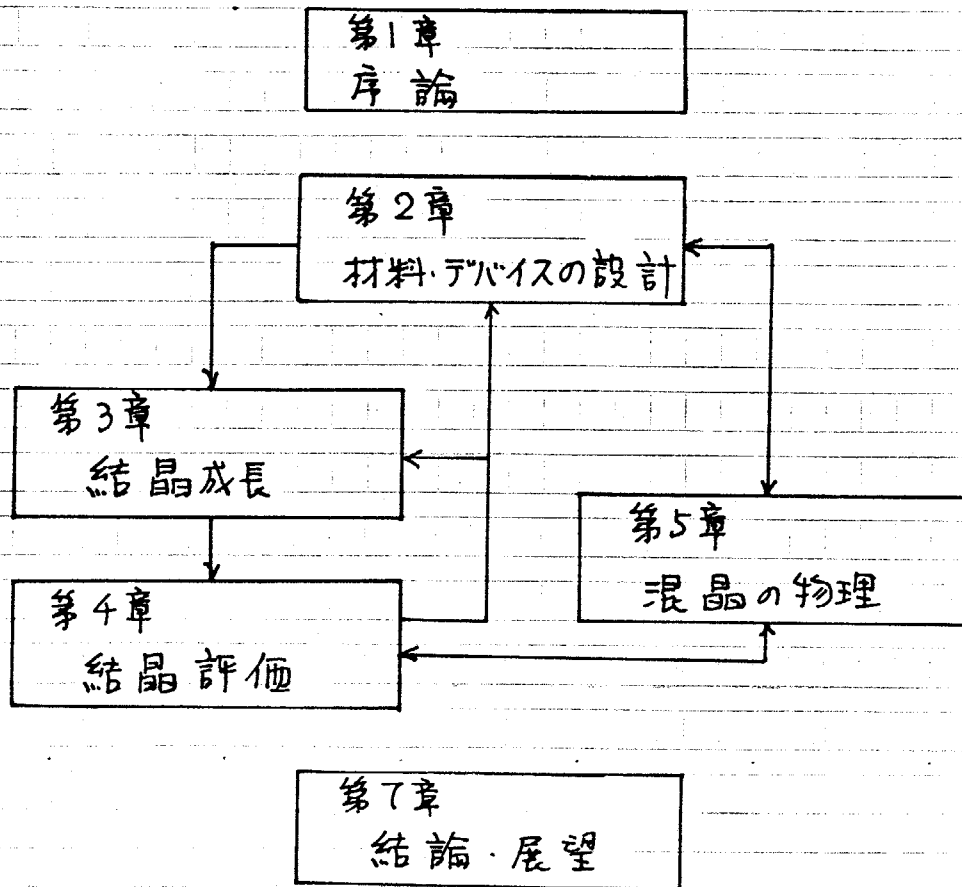 第1章
序論
第2章
材料・デバイスの設計
第3章
結晶成長
第5章
混晶の物理
第4章
結晶評価
第7章
結論・展望